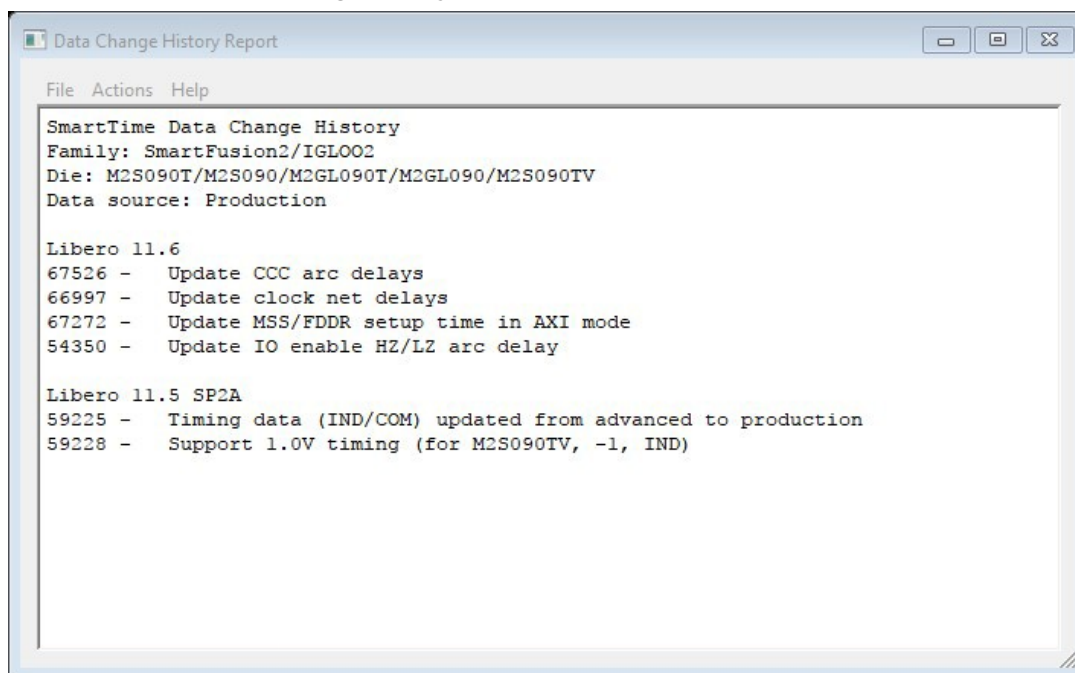 Data Change History Report
File Actions Help
SmartTime Data Change History
Family: SmartFusion2/IGLOO2
Die: M2S090T/M2S090/M2GL090T/M2GL090/M2S090TV
Data source: Production
Libero 11.6
67526 - Update CCC arc delays
66997 - Update clock net delays
67272 - Update MSS/FDDR setup time in AXI mode
54350 - Update IO enable HZ/LZ arc delay
Libero 11.5 SP2A
59225 - Timing data (IND/COM) updated from advanced to production
59228 - Support 1.0V timing (for M2S090TV, -1, IND)